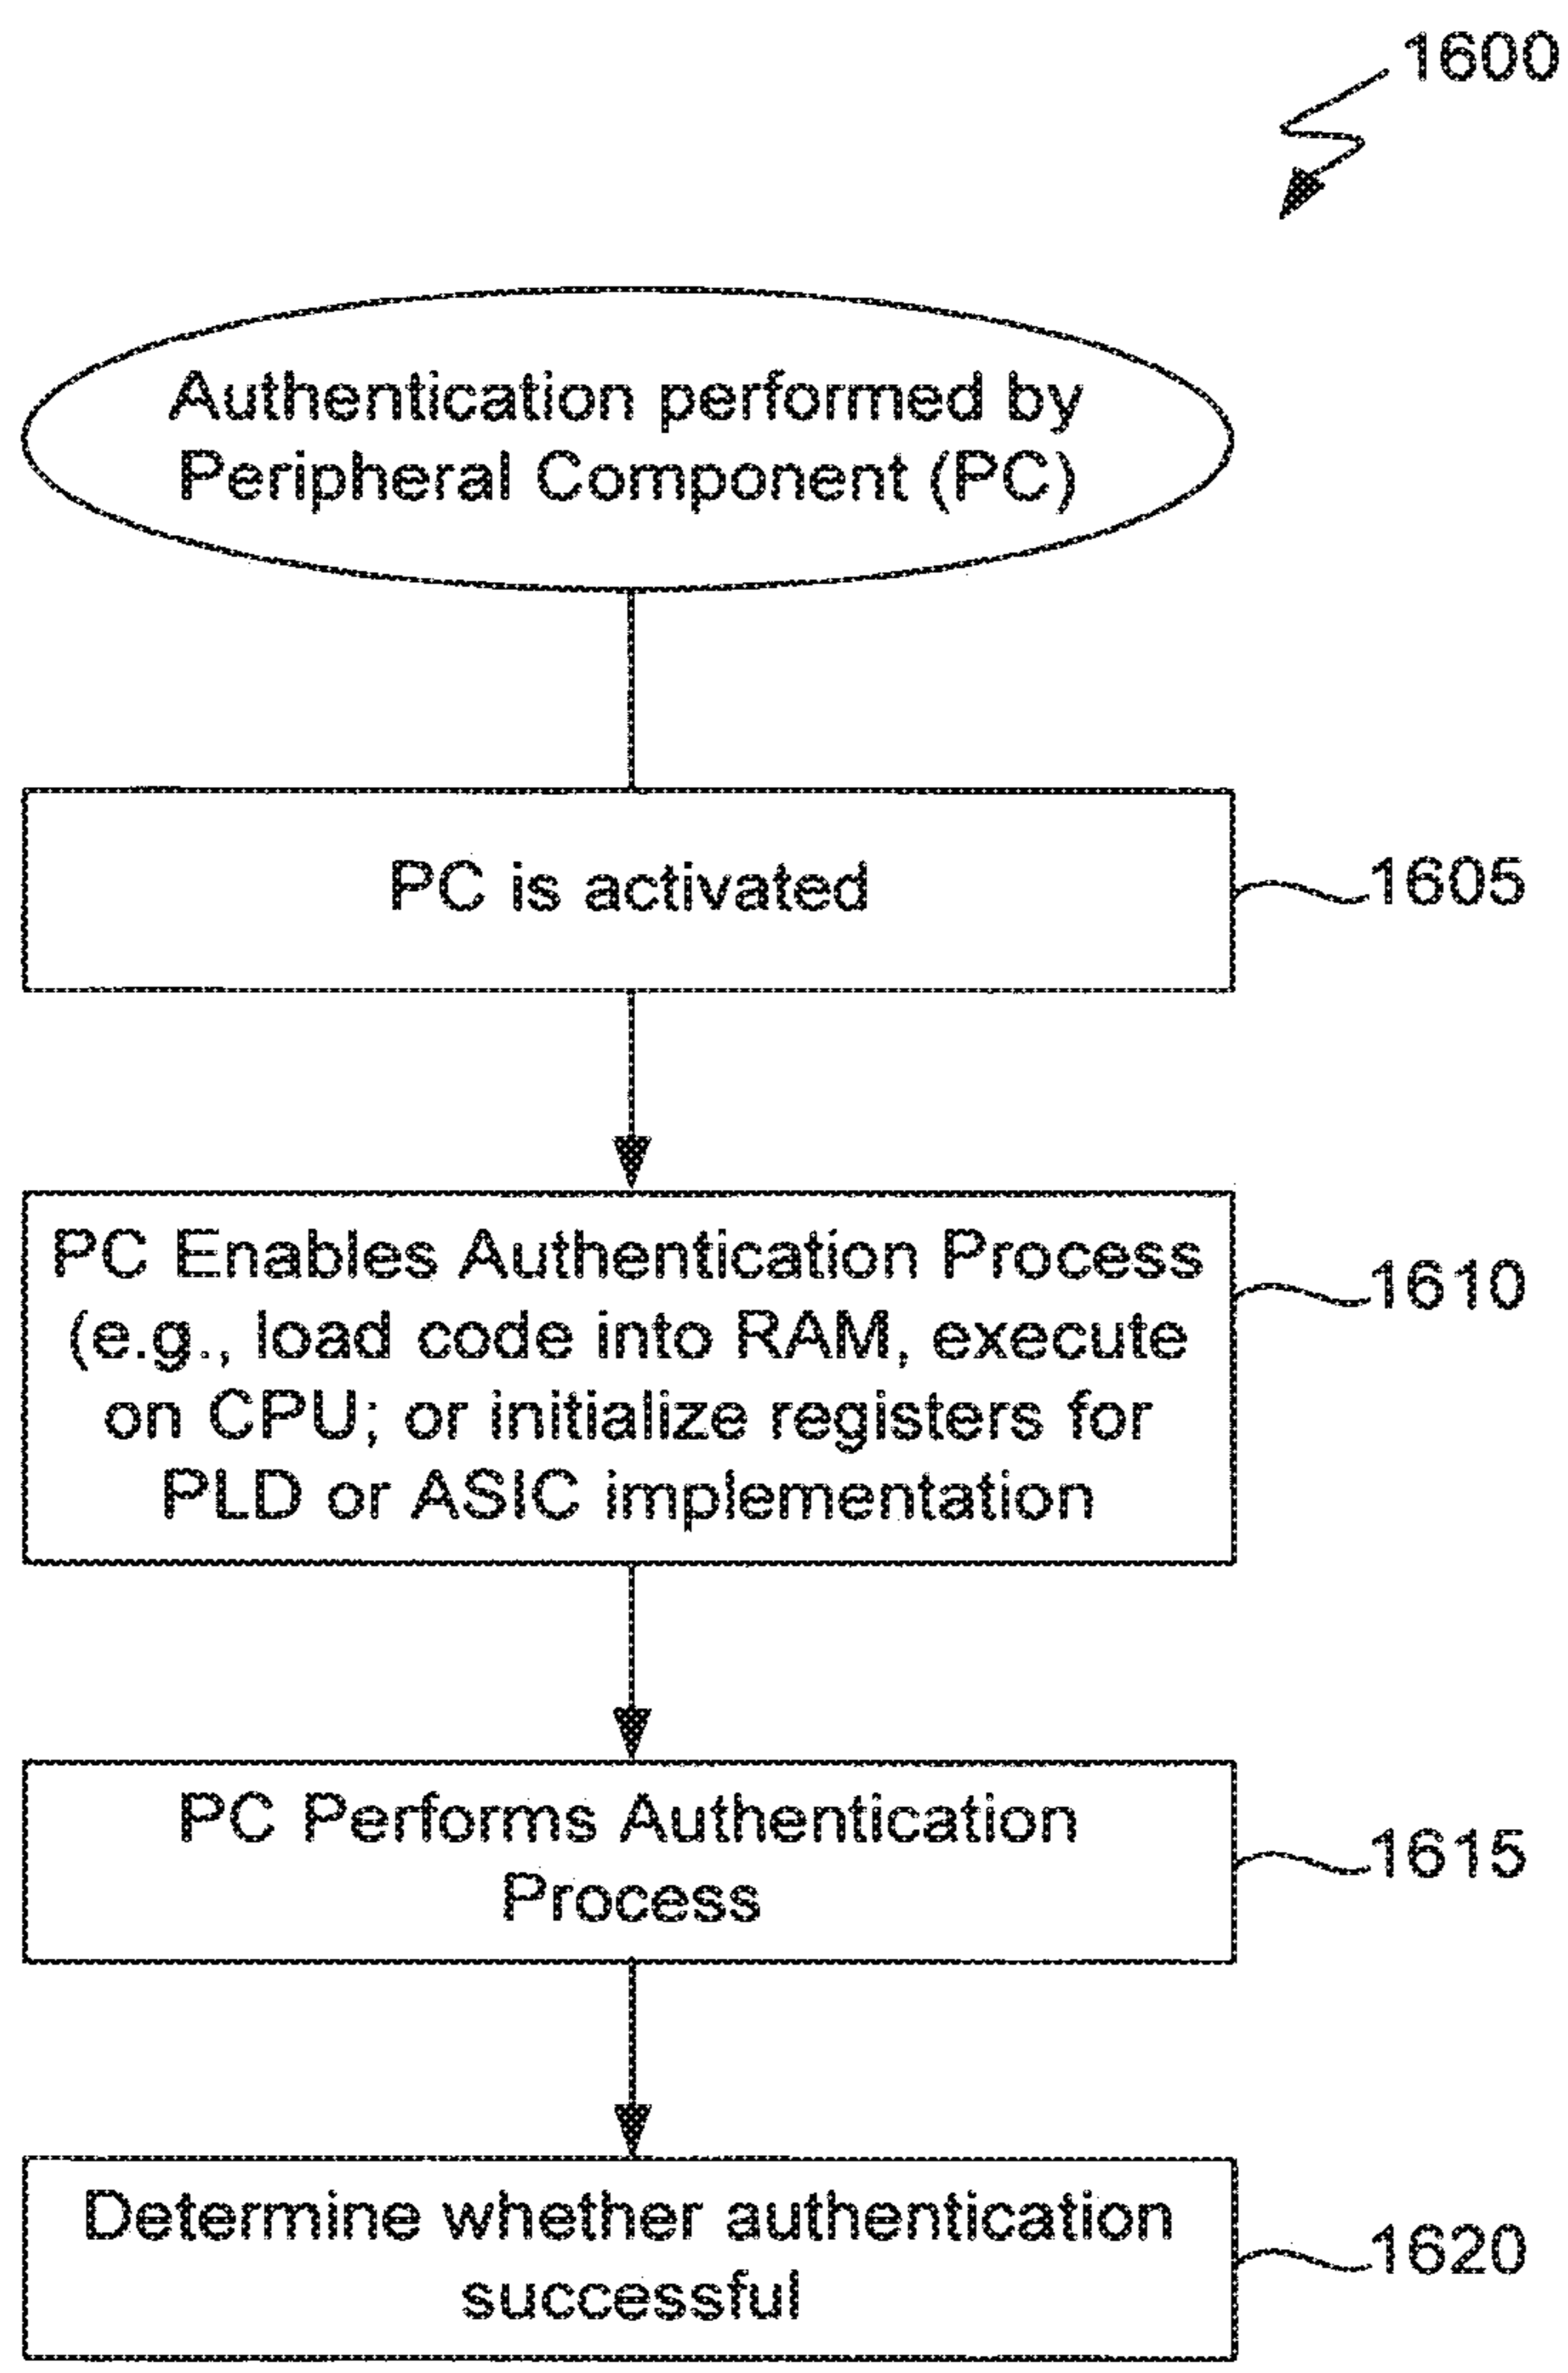 1600
Authentication performed by
Peripheral Component (PC)
PC is activated
1605
PC Enables Authentication Process
(e.g., load code into RAM, execute
on CPU; or initialize registers for
PLD or ASIC implementation
1610
PC Performs Authentication
Process
1615
Determine whether authentication
successful
1620